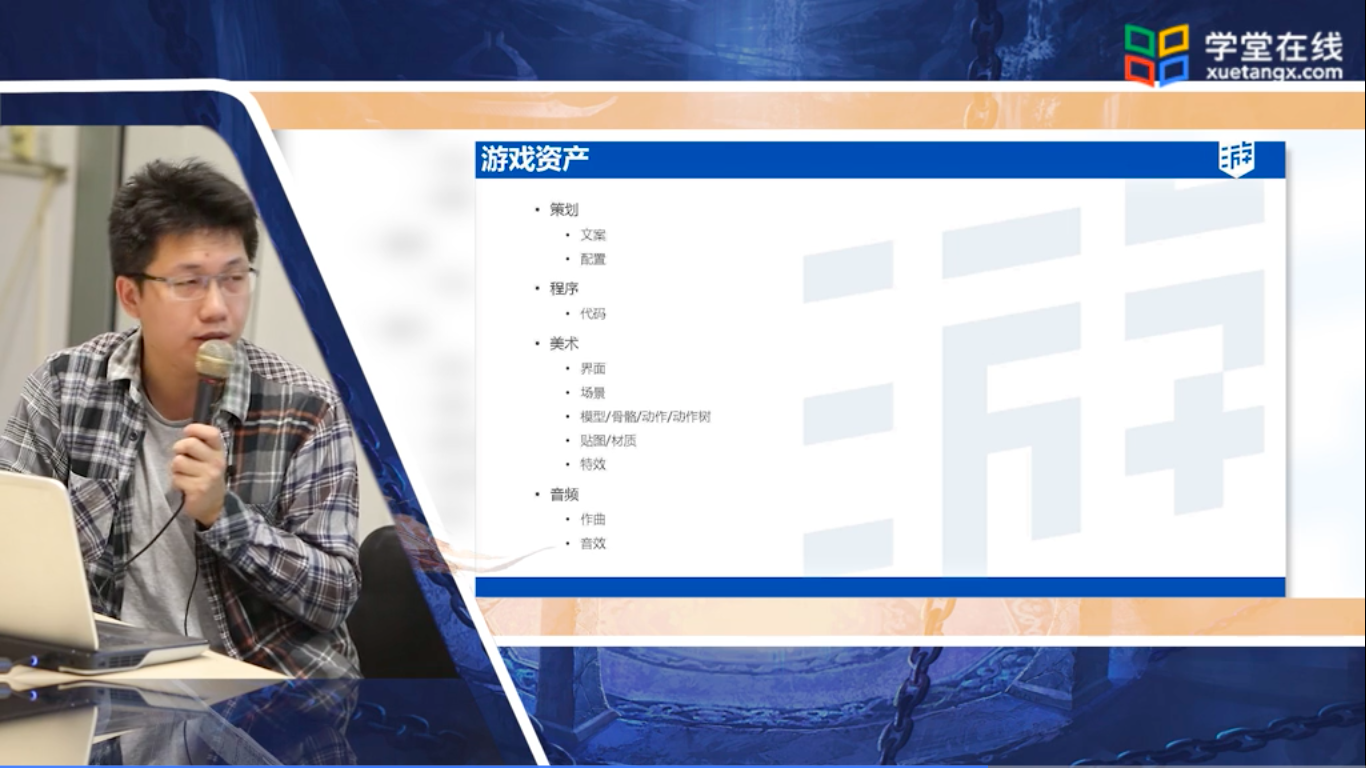 学堂在线
xuetangx.com
游戏资产
游
• 策划
• 文案
• 配置
• 程序
• 代码
• 美术
• 界面
• 场景
• 模型/骨骼/动作/动作树
• 贴图/材质
• 特效
• 音频
• 作曲
• 音效